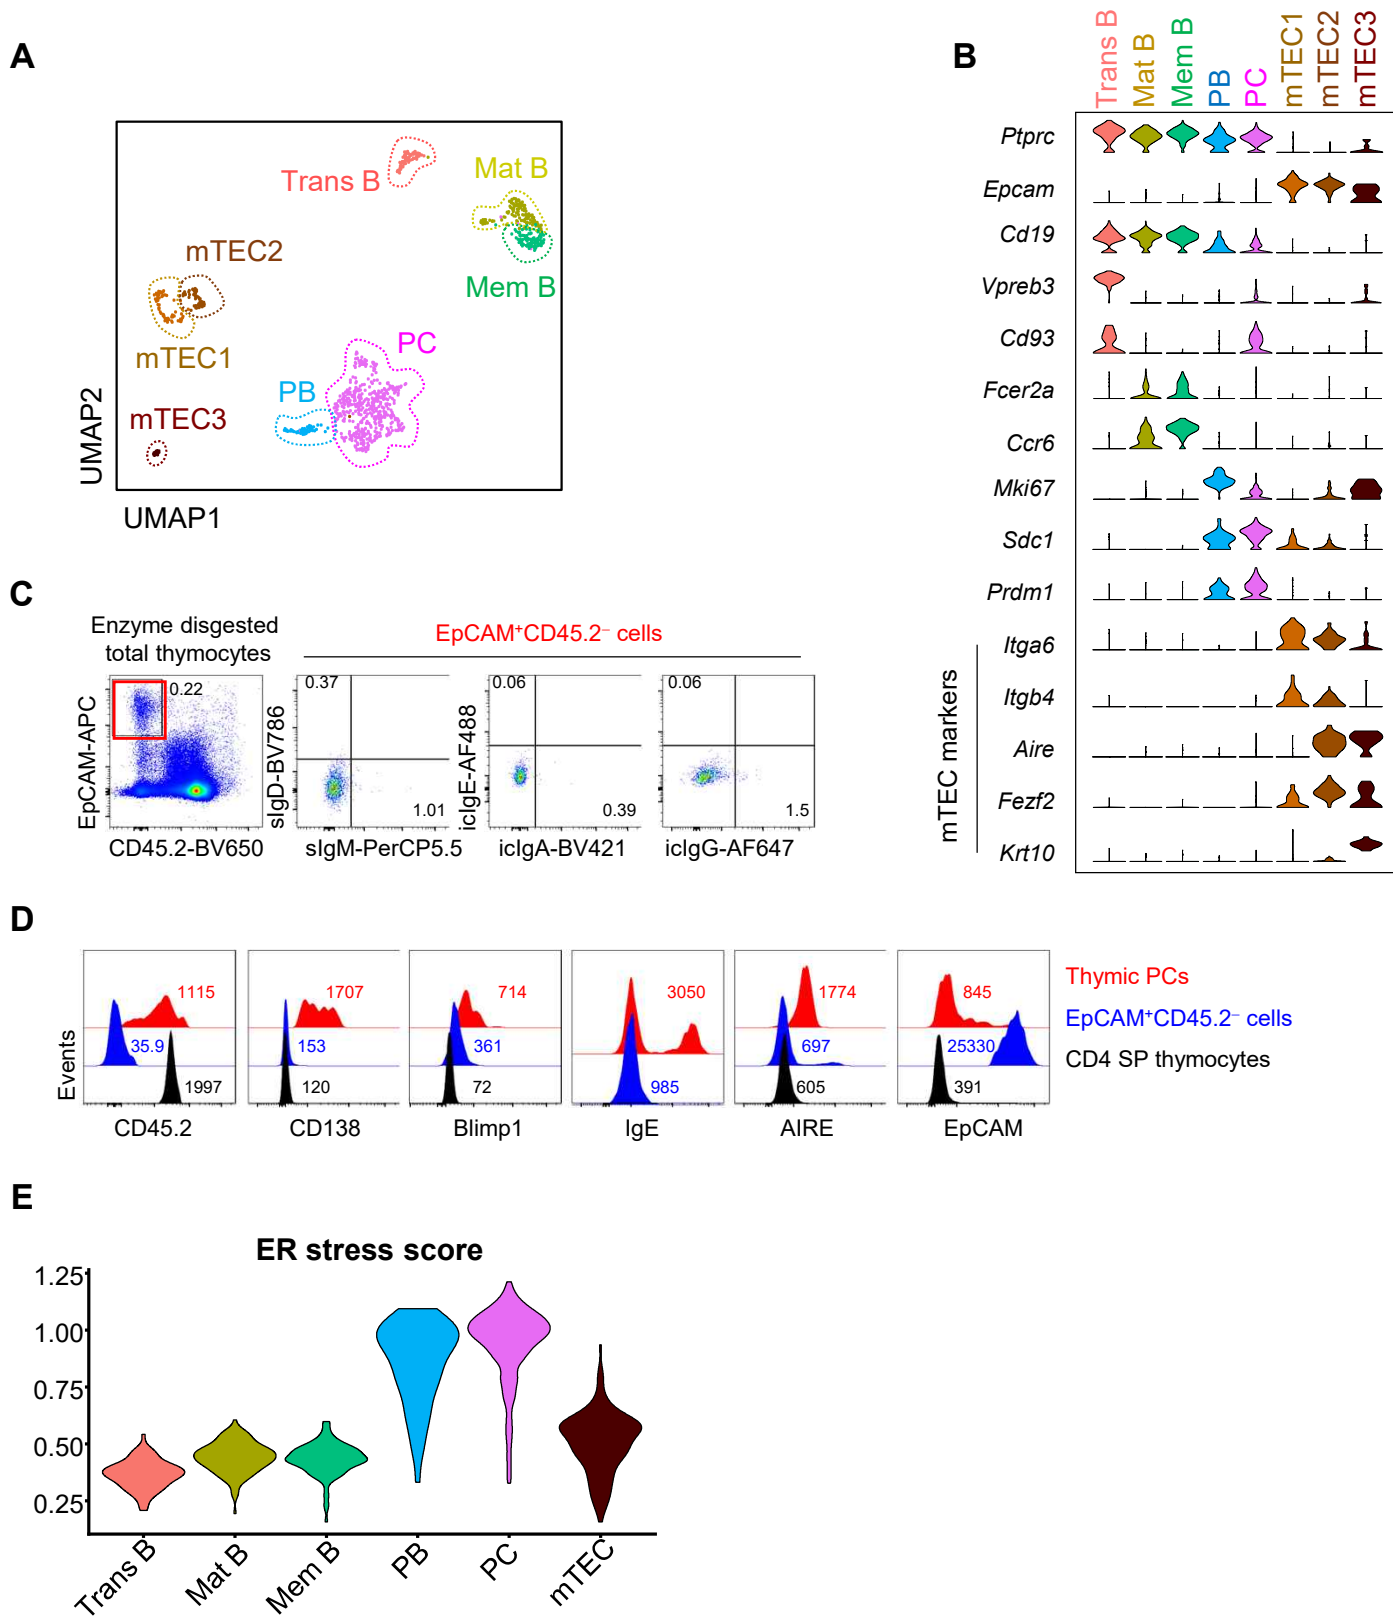 A
Trans B
Mat B
Mem B
mTEC2
mTEC1
PC
PB
mTEC3
UMAP2
UMAP1
B
Trans B
Mat B
Mem B
PB
PC
mTEC1
mTEC2
mTEC3
Ptprc
Epcam
Cd19
Vpreb3
Cd93
Fcer2a
Ccr6
Mki67
Sdc1
Prdm1
Itga6
Itgb4
Aire
Fezf2
Krt10
mTEC markers
C
Enzyme disgested
total thymocytes
EpCAM⁺CD45.2⁻ cells
0.22
0.37
0.06
0.06
1.01
0.39
1.5
EpCAM-APC
CD45.2-BV650
sIgD-BV786
sIgM-PerCP5.5
icIgE-AF488
icIgA-BV421
icIgG-AF647
D
Events
1115
35.9
1997
CD45.2
1707
153
120
CD138
714
361
72
Blimp1
3050
985
IgE
1774
697
605
AIRE
845
25330
391
EpCAM
Thymic PCs
EpCAM⁺CD45.2⁻ cells
CD4 SP thymocytes
E
ER stress score
1.25
1.00
0.75
0.50
0.25
Trans B
Mat B
Mem B
PB
PC
mTEC